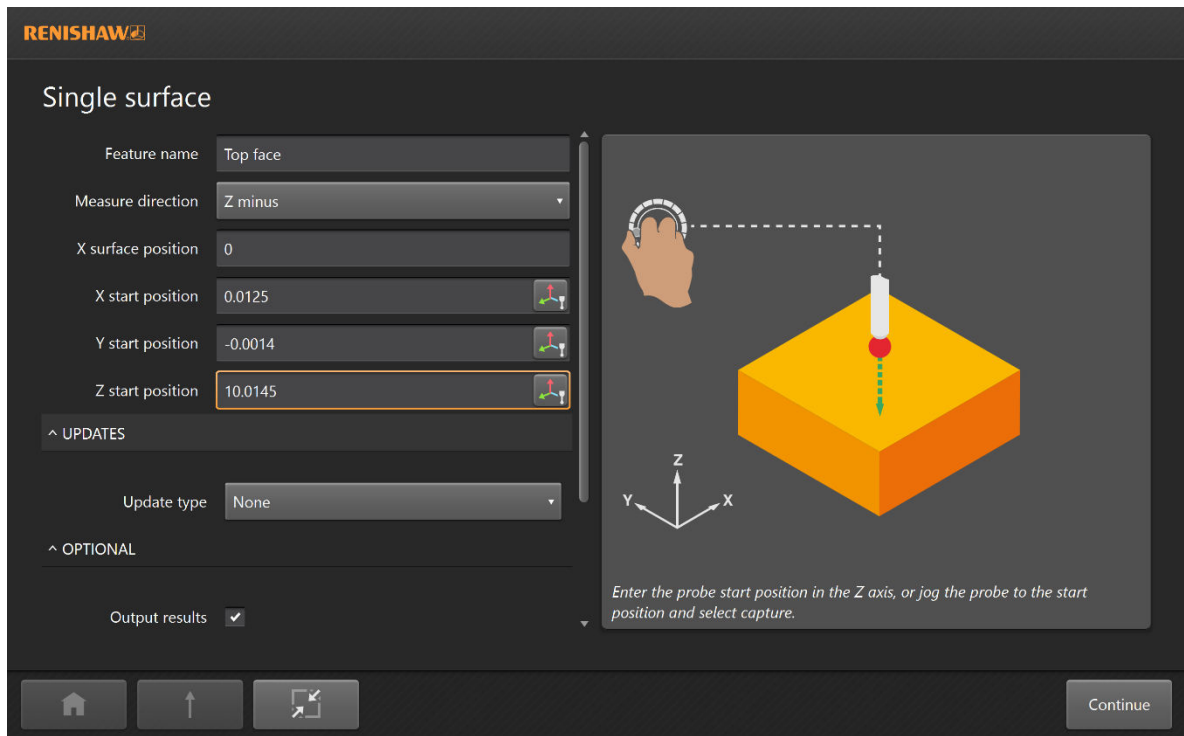 RENISHAW
Single surface
Feature name Top face
Measure direction Z minus
X surface position 0
X start position 0.0125
Y start position -0.0014
Z start position 10.0145
^ UPDATES
Update type None
^ OPTIONAL
Output results
Z
Y X
Enter the probe start position in the Z axis, or jog the probe to the start
position and select capture.
Continue